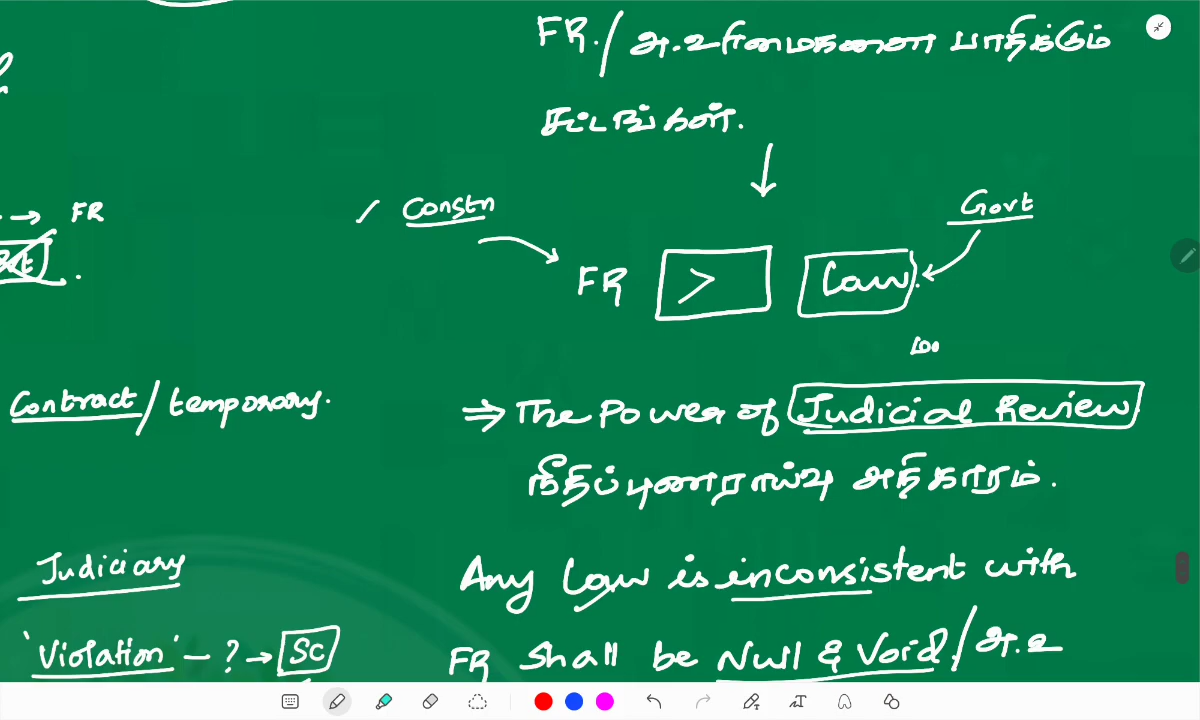 FR. / அ.உரிமைகளை பாதிக்கும்
சட்டங்கள்.
→ FR
Constn
Govt
FR > Law.
Contract / temporary.
⇒ The Power of Judicial Review
நீதிப்புனராய்வு அதிகாரம்.
Judiciary
Any Law is inconsistent with
'Violation' - ? → SC
FR shall be Null & Void / அ.உ